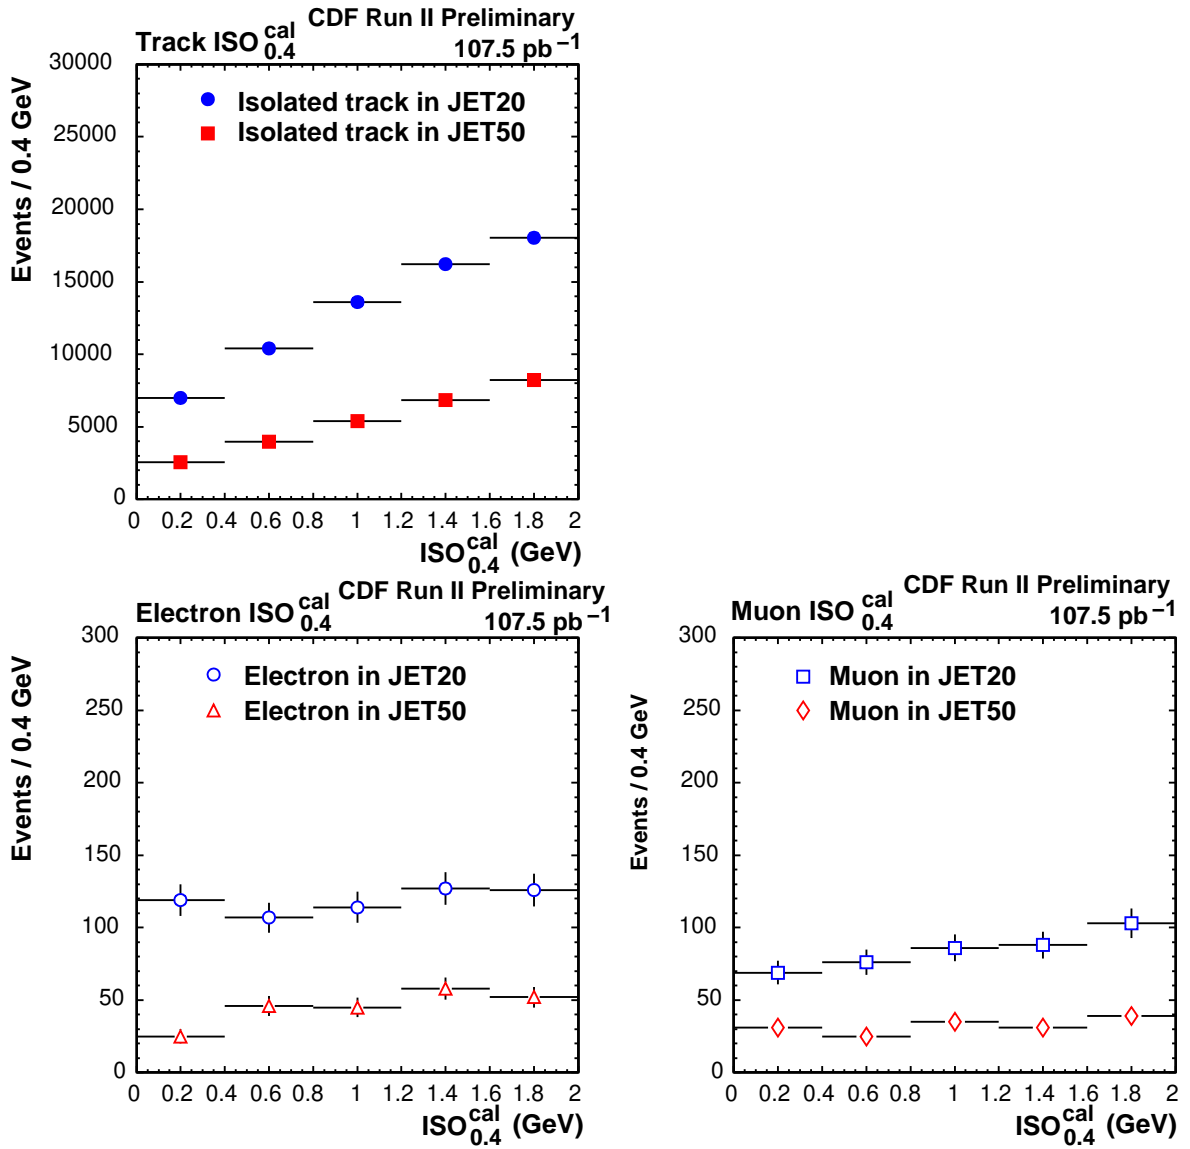 CDF Run II Preliminary
Track ISO cal 0.4 107.5 pb −1
30000
25000
20000
15000
10000
5000
0
Events / 0.4 GeV
Isolated track in JET20
Isolated track in JET50
0 0.2 0.4 0.6 0.8 1 1.2 1.4 1.6 1.8 2
ISO cal 0.4 (GeV)
CDF Run II Preliminary
Electron ISO cal 0.4 107.5 pb −1
300
250
200
150
100
50
0
Events / 0.4 GeV
Electron in JET20
Electron in JET50
0 0.2 0.4 0.6 0.8 1 1.2 1.4 1.6 1.8 2
ISO cal 0.4 (GeV)
CDF Run II Preliminary
Muon ISO cal 0.4 107.5 pb −1
300
250
200
150
100
50
0
Events / 0.4 GeV
Muon in JET20
Muon in JET50
0 0.2 0.4 0.6 0.8 1 1.2 1.4 1.6 1.8 2
ISO cal 0.4 (GeV)